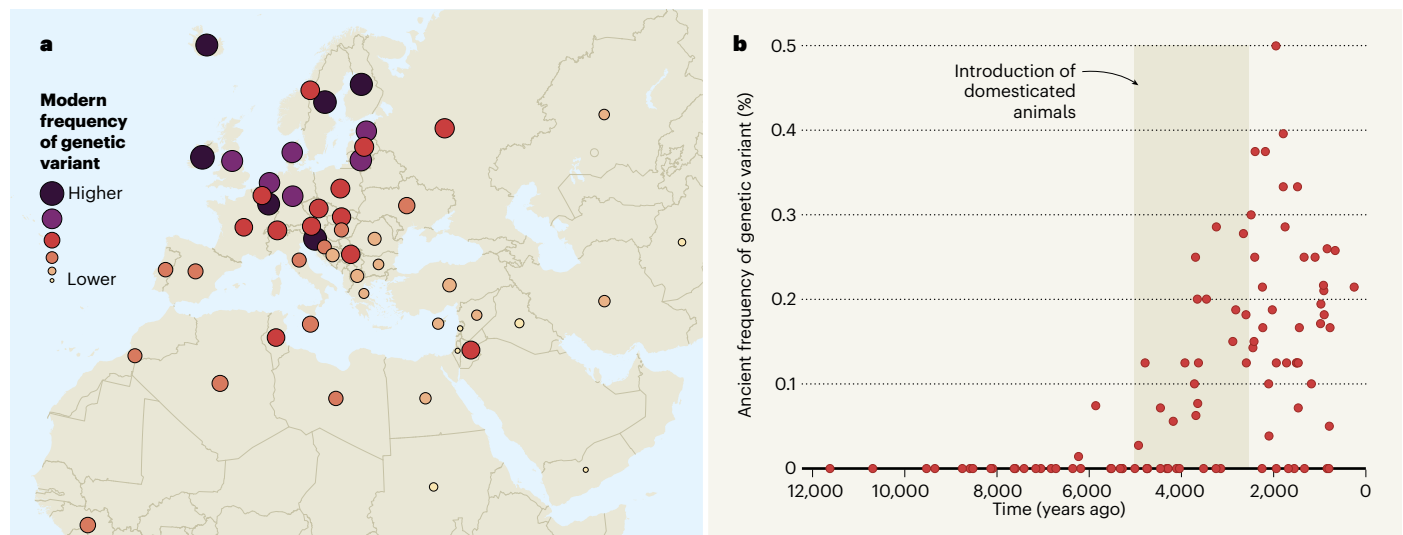 a
Modern
frequency
of genetic
variant
Higher
Lower
b
Ancient frequency of genetic variant (%)
0.5
0.4
0.3
0.2
0.1
0
Introduction of
domesticated
animals
12,000 10,000 8,000 6,000 4,000 2,000 0
Time (years ago)